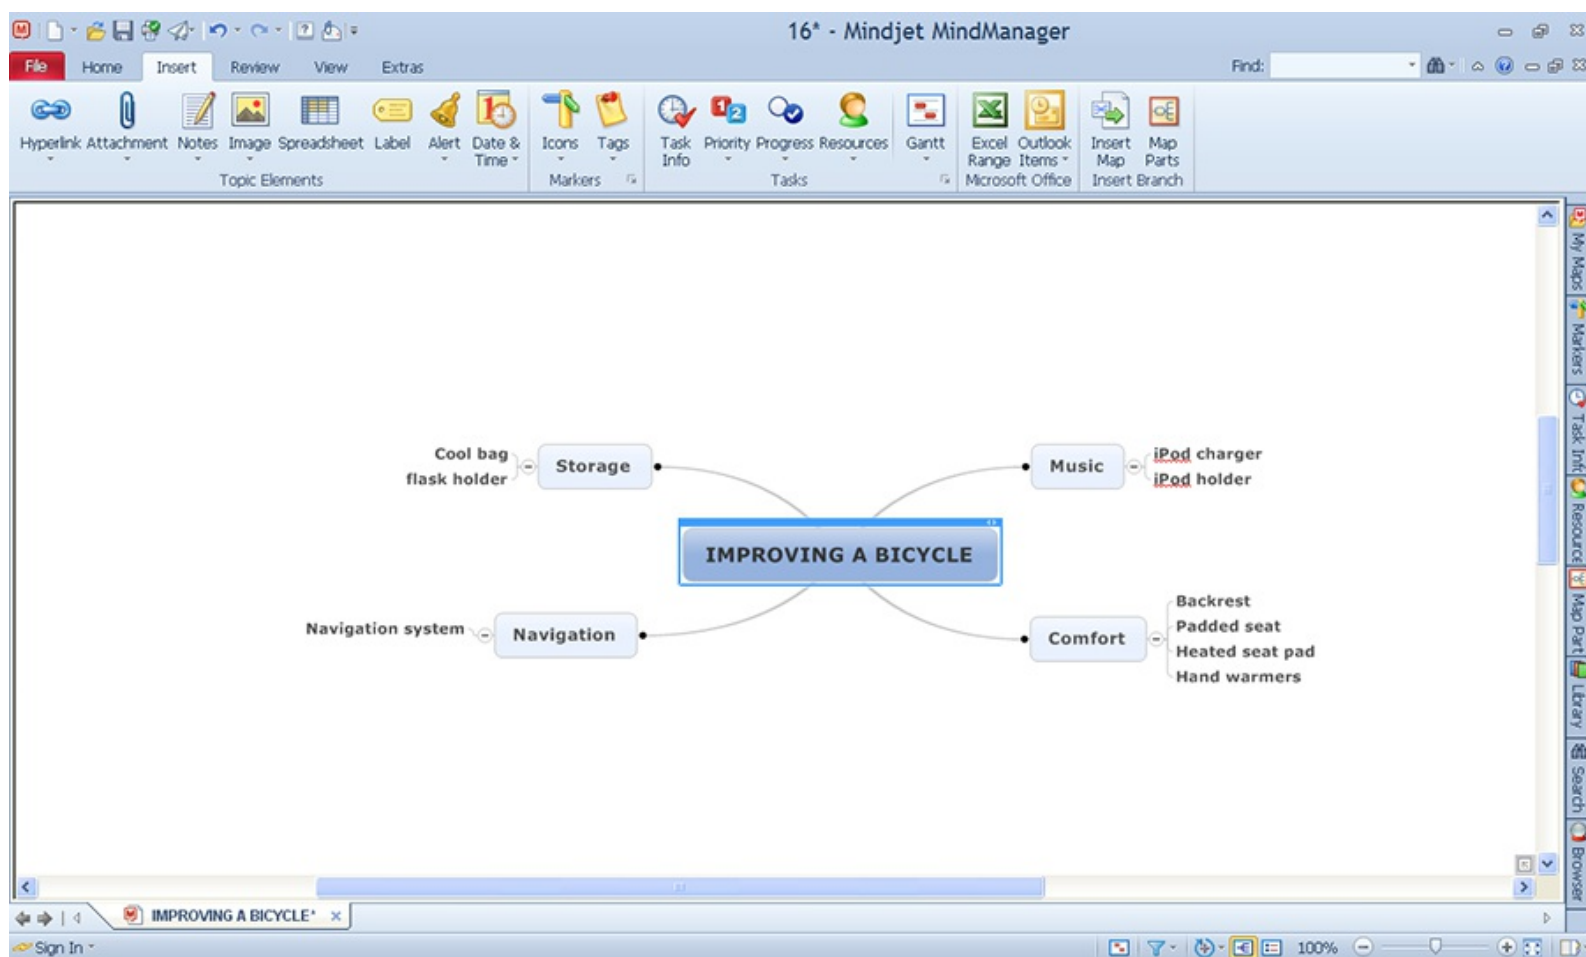 16* - Mindjet MindManager
File Home Insert Review View Extras Find:
Hyperlink Attachment Notes Image Spreadsheet Label Alert Date & Time Icons Tags Task Info Priority Progress Resources Gantt Excel Range Outlook Items Insert Map Map Parts
Topic Elements Markers Tasks Microsoft Office Insert Branch
My Maps
Markers
Task Info
Resource
Map Part
Library
Search
Browser
Cool bag
flask holder
Storage
Music
iPod charger
iPod holder
IMPROVING A BICYCLE
Navigation system
Navigation
Comfort
Backrest
Padded seat
Heated seat pad
Hand warmers
IMPROVING A BICYCLE*
Sign In
100%